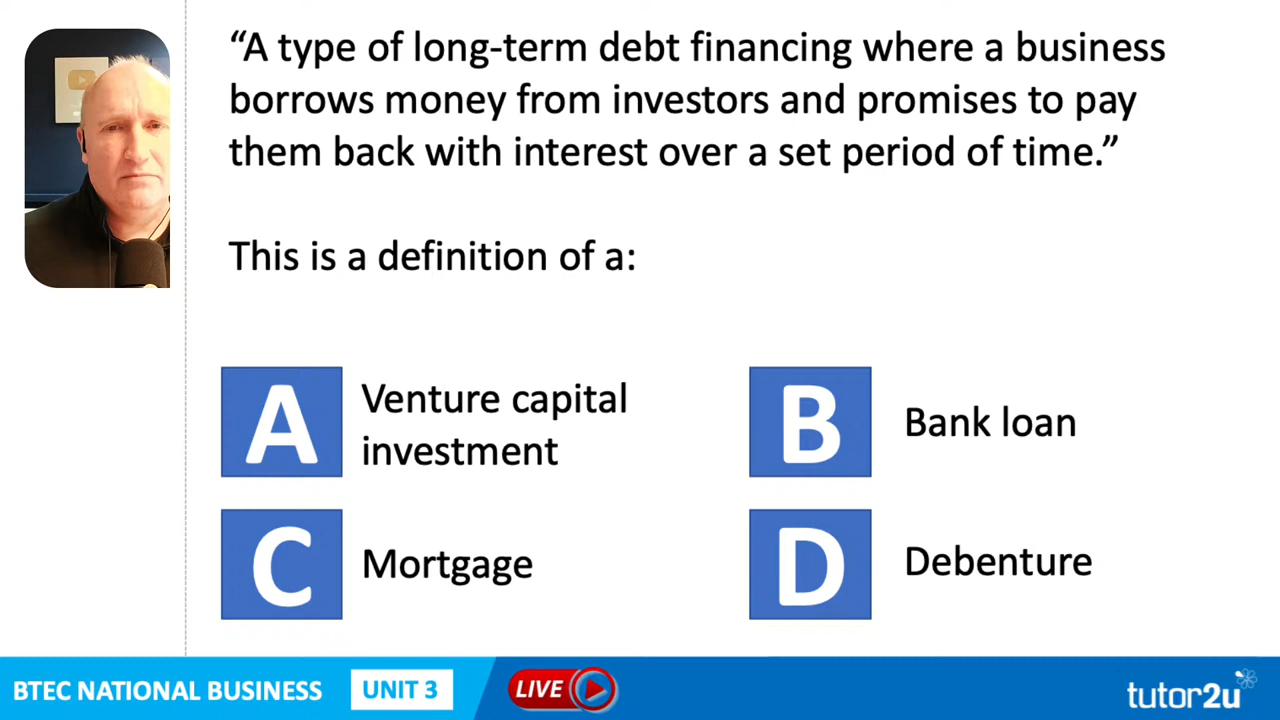 “A type of long-term debt financing where a business
borrows money from investors and promises to pay
them back with interest over a set period of time.”
This is a definition of a:
A
Venture capital
investment
B
Bank loan
C
Mortgage
D
Debenture
BTEC NATIONAL BUSINESS
UNIT 3
LIVE
tutor2u